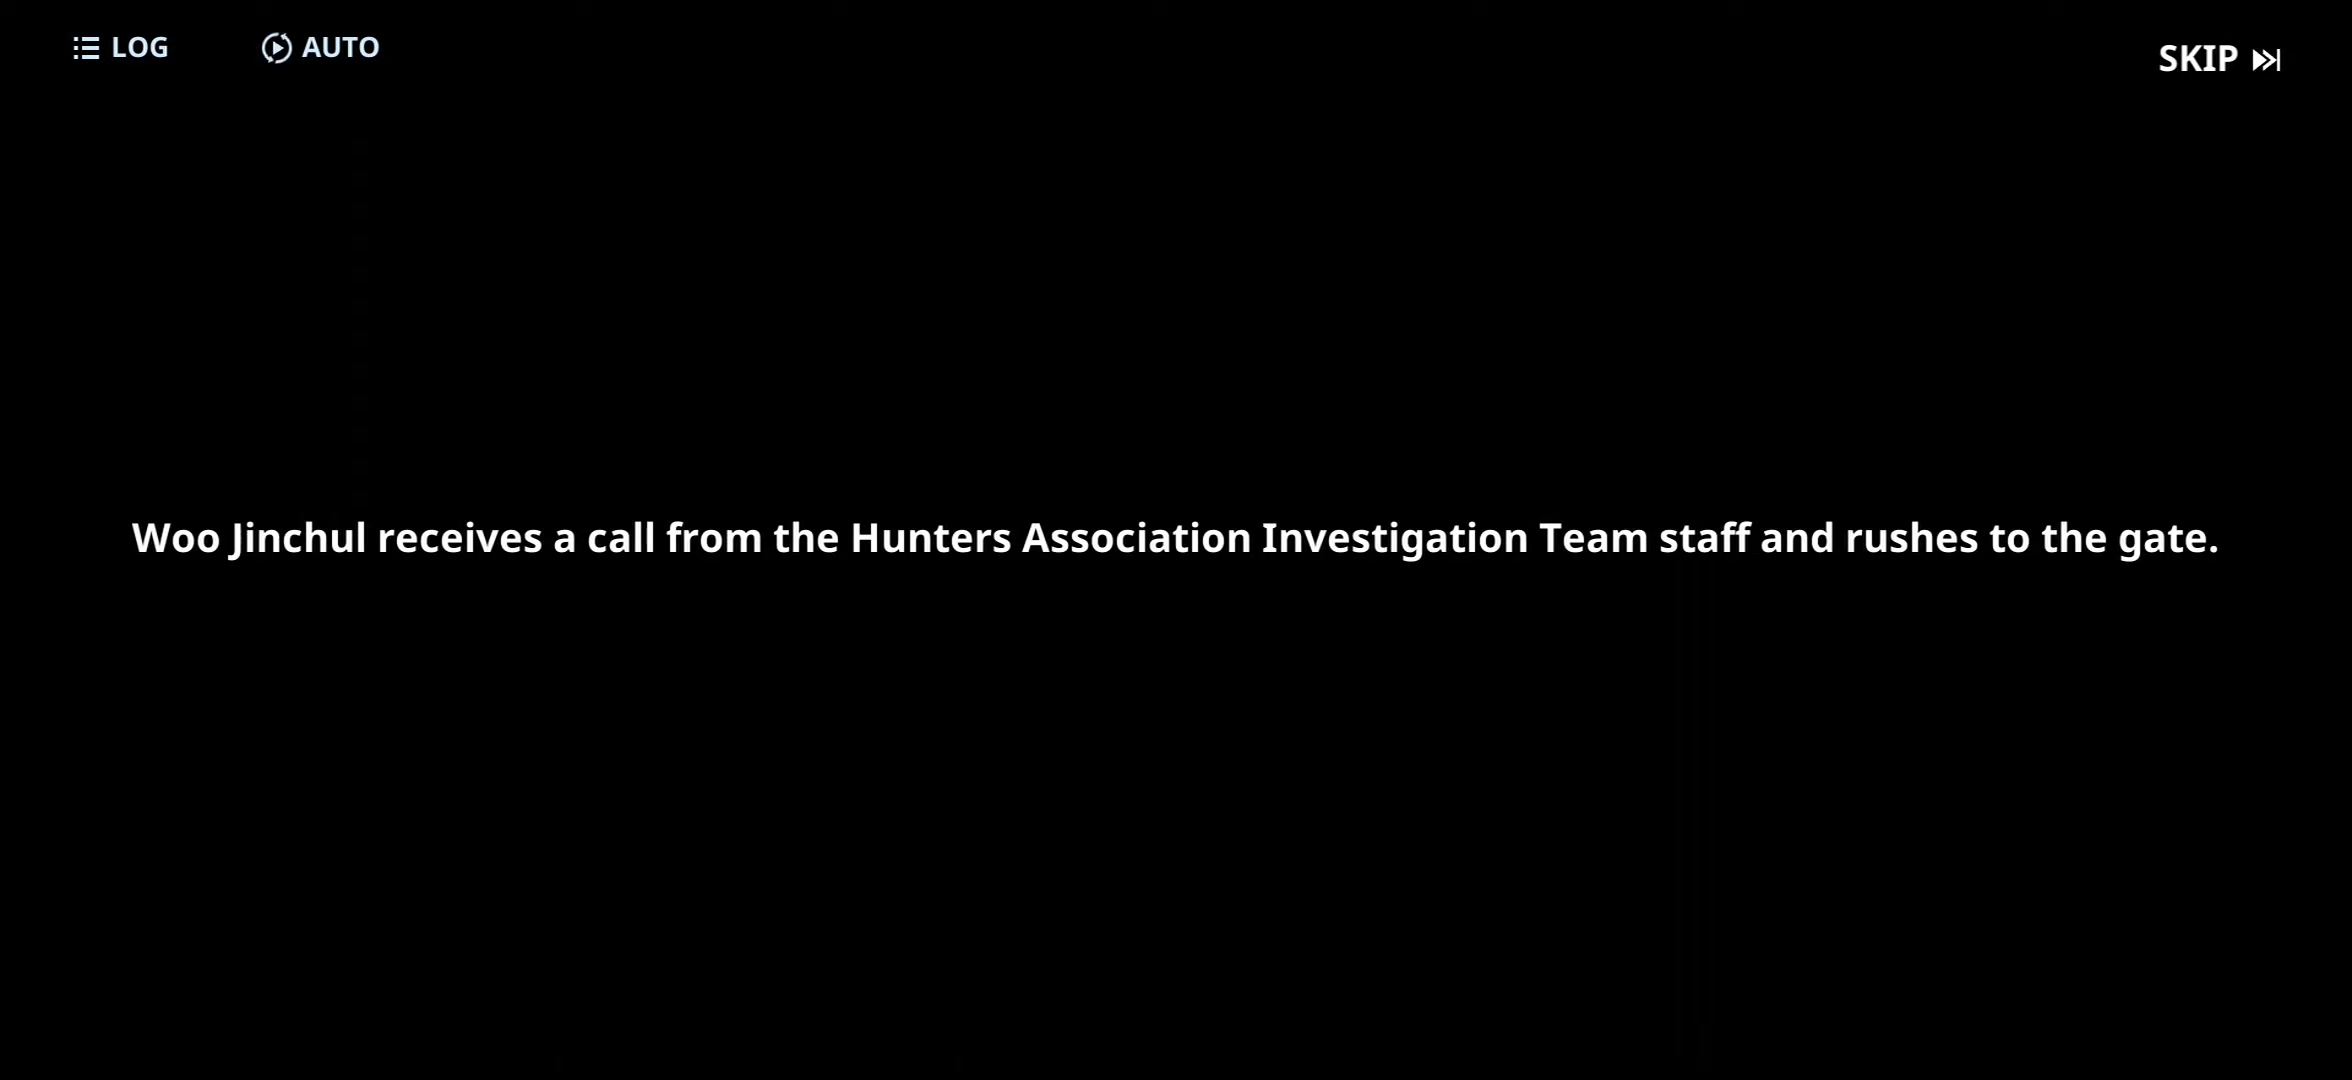 LOG
AUTO
SKIP
Woo Jinchul receives a call from the Hunters Association Investigation Team staff and rushes to the gate.